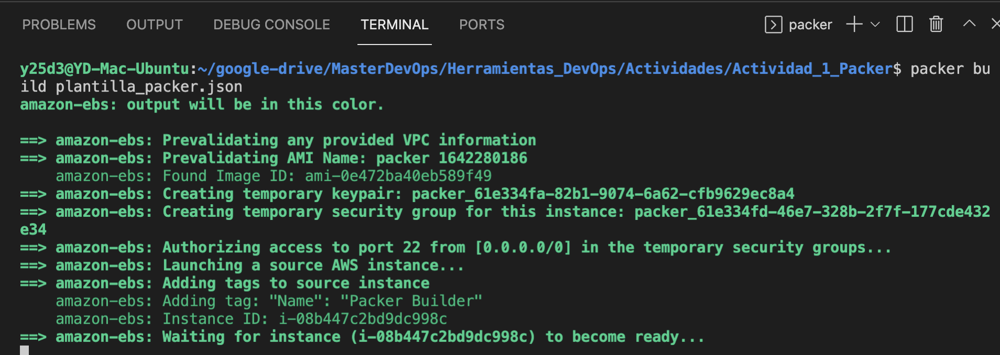 PROBLEMS OUTPUT DEBUG CONSOLE TERMINAL PORTS packer
y25d3@YD-Mac-Ubuntu:~/google-drive/MasterDevOps/Herramientas_DevOps/Actividades/Actividad_1_Packer$ packer bu
ild plantilla_packer.json
amazon-ebs: output will be in this color.
==> amazon-ebs: Prevalidating any provided VPC information
==> amazon-ebs: Prevalidating AMI Name: packer 1642280186
amazon-ebs: Found Image ID: ami-0e472ba40eb589f49
==> amazon-ebs: Creating temporary keypair: packer_61e334fa-82b1-9074-6a62-cfb9629ec8a4
==> amazon-ebs: Creating temporary security group for this instance: packer_61e334fd-46e7-328b-2f7f-177cde432
e34
==> amazon-ebs: Authorizing access to port 22 from [0.0.0.0/0] in the temporary security groups...
==> amazon-ebs: Launching a source AWS instance...
==> amazon-ebs: Adding tags to source instance
amazon-ebs: Adding tag: "Name": "Packer Builder"
amazon-ebs: Instance ID: i-08b447c2bd9dc998c
==> amazon-ebs: Waiting for instance (i-08b447c2bd9dc998c) to become ready...